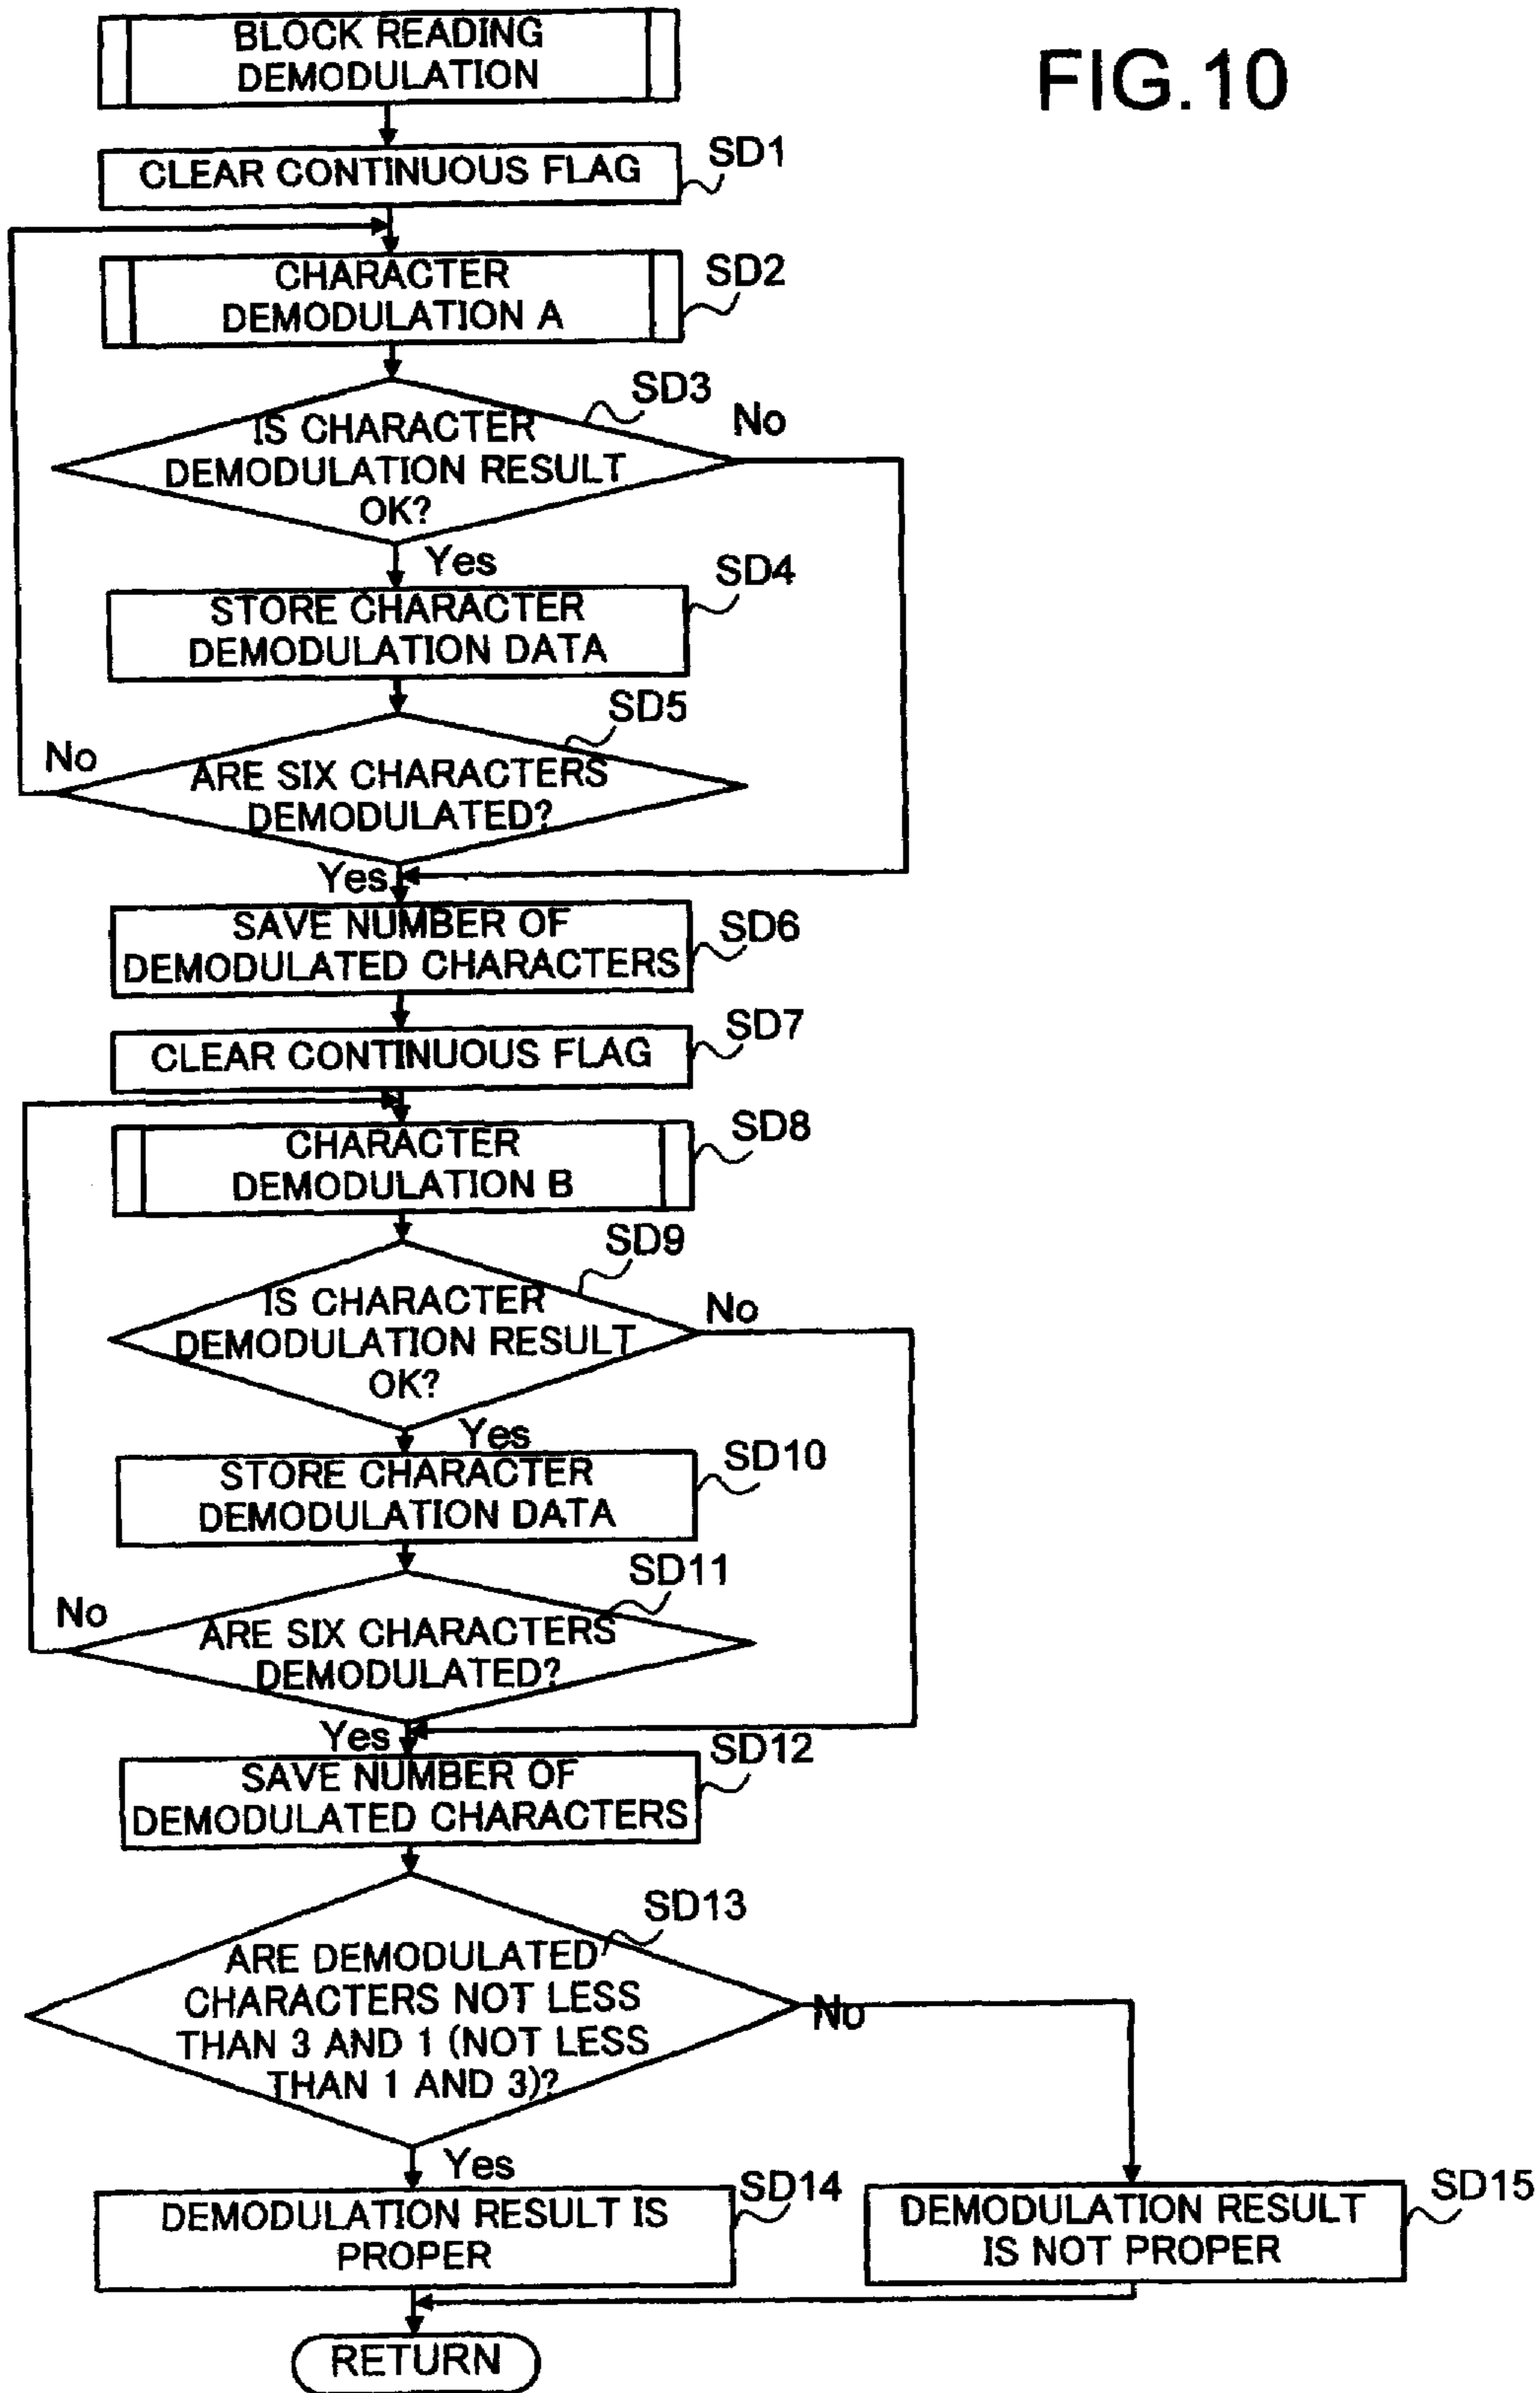 FIG.10
BLOCK READING
DEMODULATION
CLEAR CONTINUOUS FLAG
SD1
CHARACTER
DEMODULATION A
SD2
IS CHARACTER
DEMODULATION RESULT
OK?
SD3
No
Yes
STORE CHARACTER
DEMODULATION DATA
SD4
ARE SIX CHARACTERS
DEMODULATED?
SD5
No
Yes
SAVE NUMBER OF
DEMODULATED CHARACTERS
SD6
CLEAR CONTINUOUS FLAG
SD7
CHARACTER
DEMODULATION B
SD8
IS CHARACTER
DEMODULATION RESULT
OK?
SD9
No
Yes
STORE CHARACTER
DEMODULATION DATA
SD10
ARE SIX CHARACTERS
DEMODULATED?
SD11
No
Yes
SAVE NUMBER OF
DEMODULATED CHARACTERS
SD12
ARE DEMODULATED
CHARACTERS NOT LESS
THAN 3 AND 1 (NOT LESS
THAN 1 AND 3)?
SD13
No
Yes
DEMODULATION RESULT IS
PROPER
SD14
DEMODULATION RESULT
IS NOT PROPER
SD15
RETURN